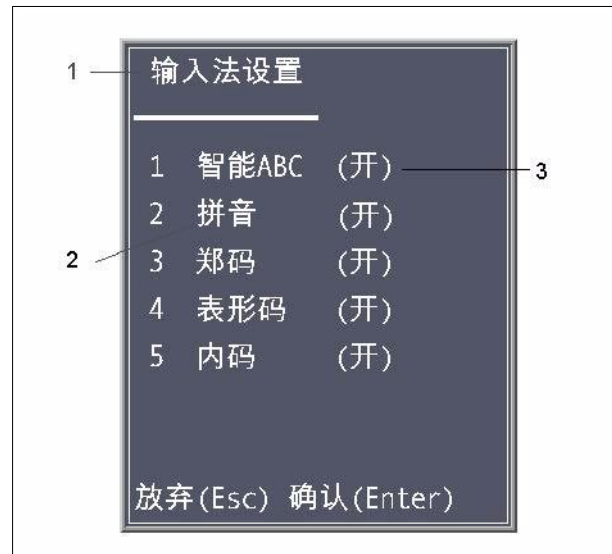 1 输入法设置
1 智能ABC (开) 3
2 拼音 (开)
2
3 郑码 (开)
4 表形码 (开)
5 内码 (开)
放弃(Esc) 确认(Enter)